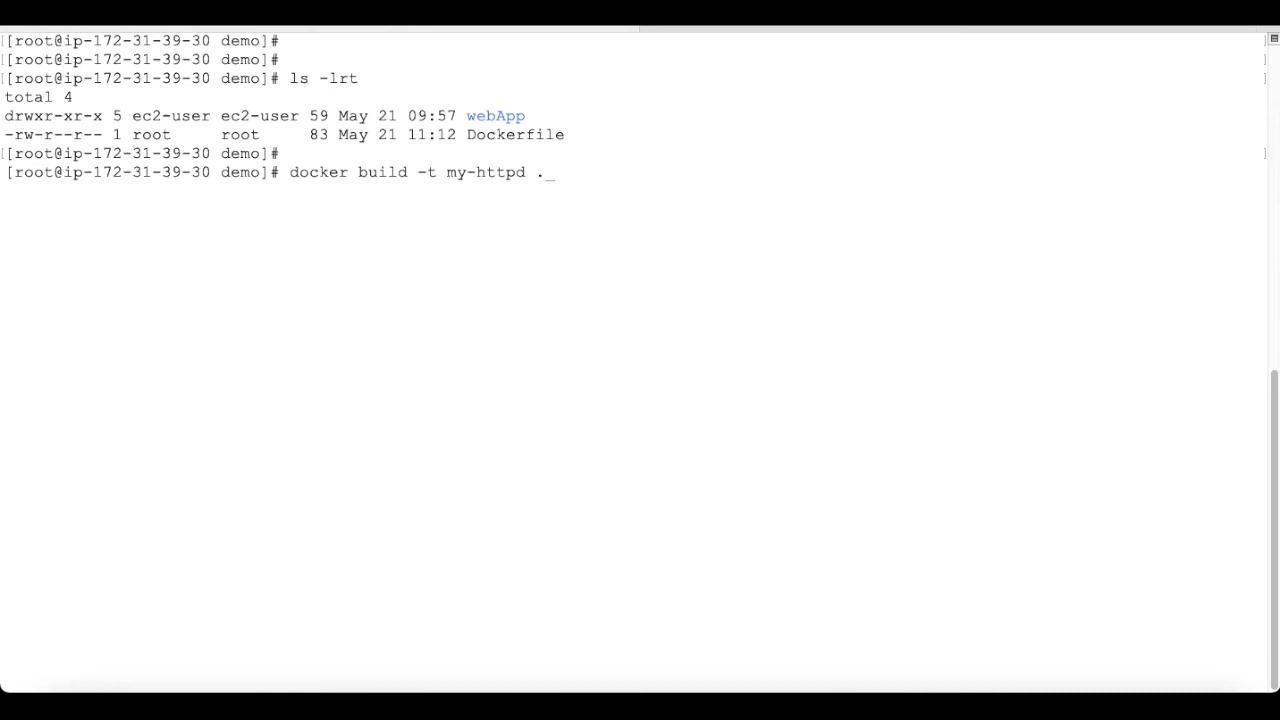 [[root@ip-172-31-39-30 demo]# ]
[[root@ip-172-31-39-30 demo]# ]
[[root@ip-172-31-39-30 demo]# ls -lrt ]
total 4
drwxr-xr-x 5 ec2-user ec2-user 59 May 21 09:57 webApp
-rw-r--r-- 1 root     root     83 May 21 11:12 Dockerfile
[[root@ip-172-31-39-30 demo]# ]
[root@ip-172-31-39-30 demo]# docker build -t my-httpd ._